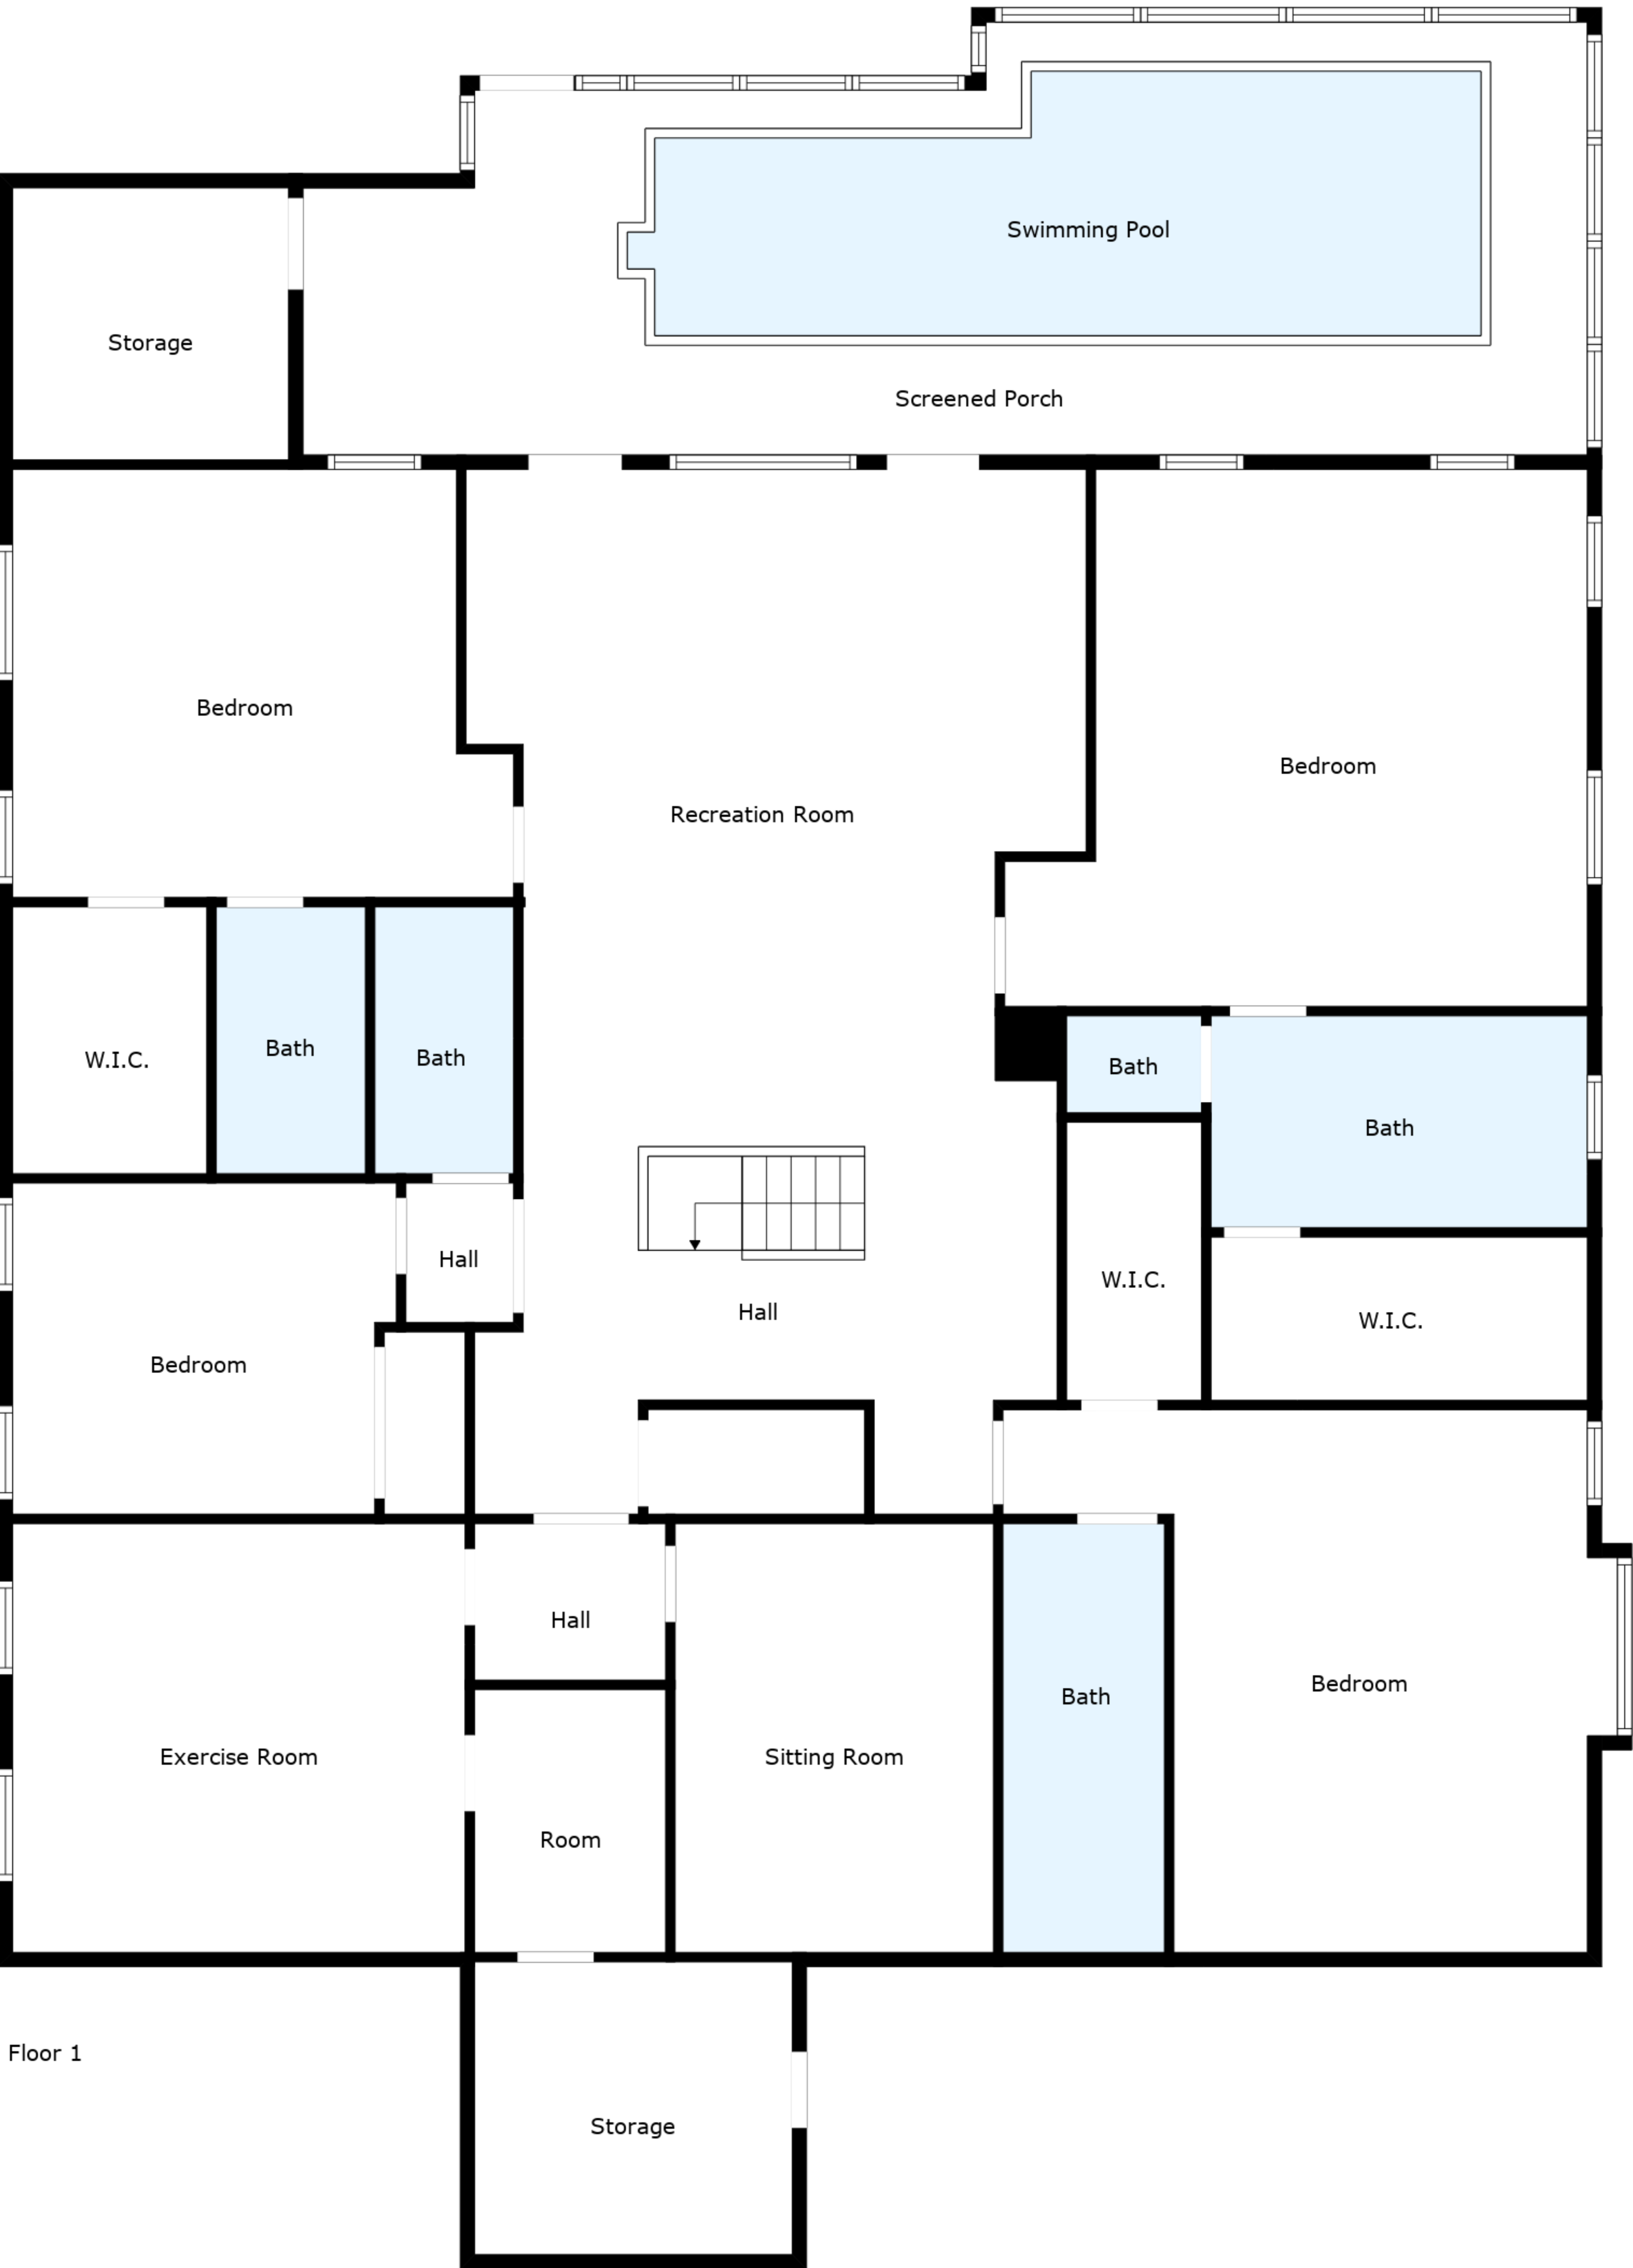 Swimming Pool
Storage
Screened Porch
Bedroom
Bedroom
Recreation Room
Bath
Bath
W.I.C.
Bath
Bath
Hall
W.I.C.
Hall
W.I.C.
Bedroom
Hall
Bedroom
Bath
Exercise Room
Sitting Room
Room
Floor 1
Storage